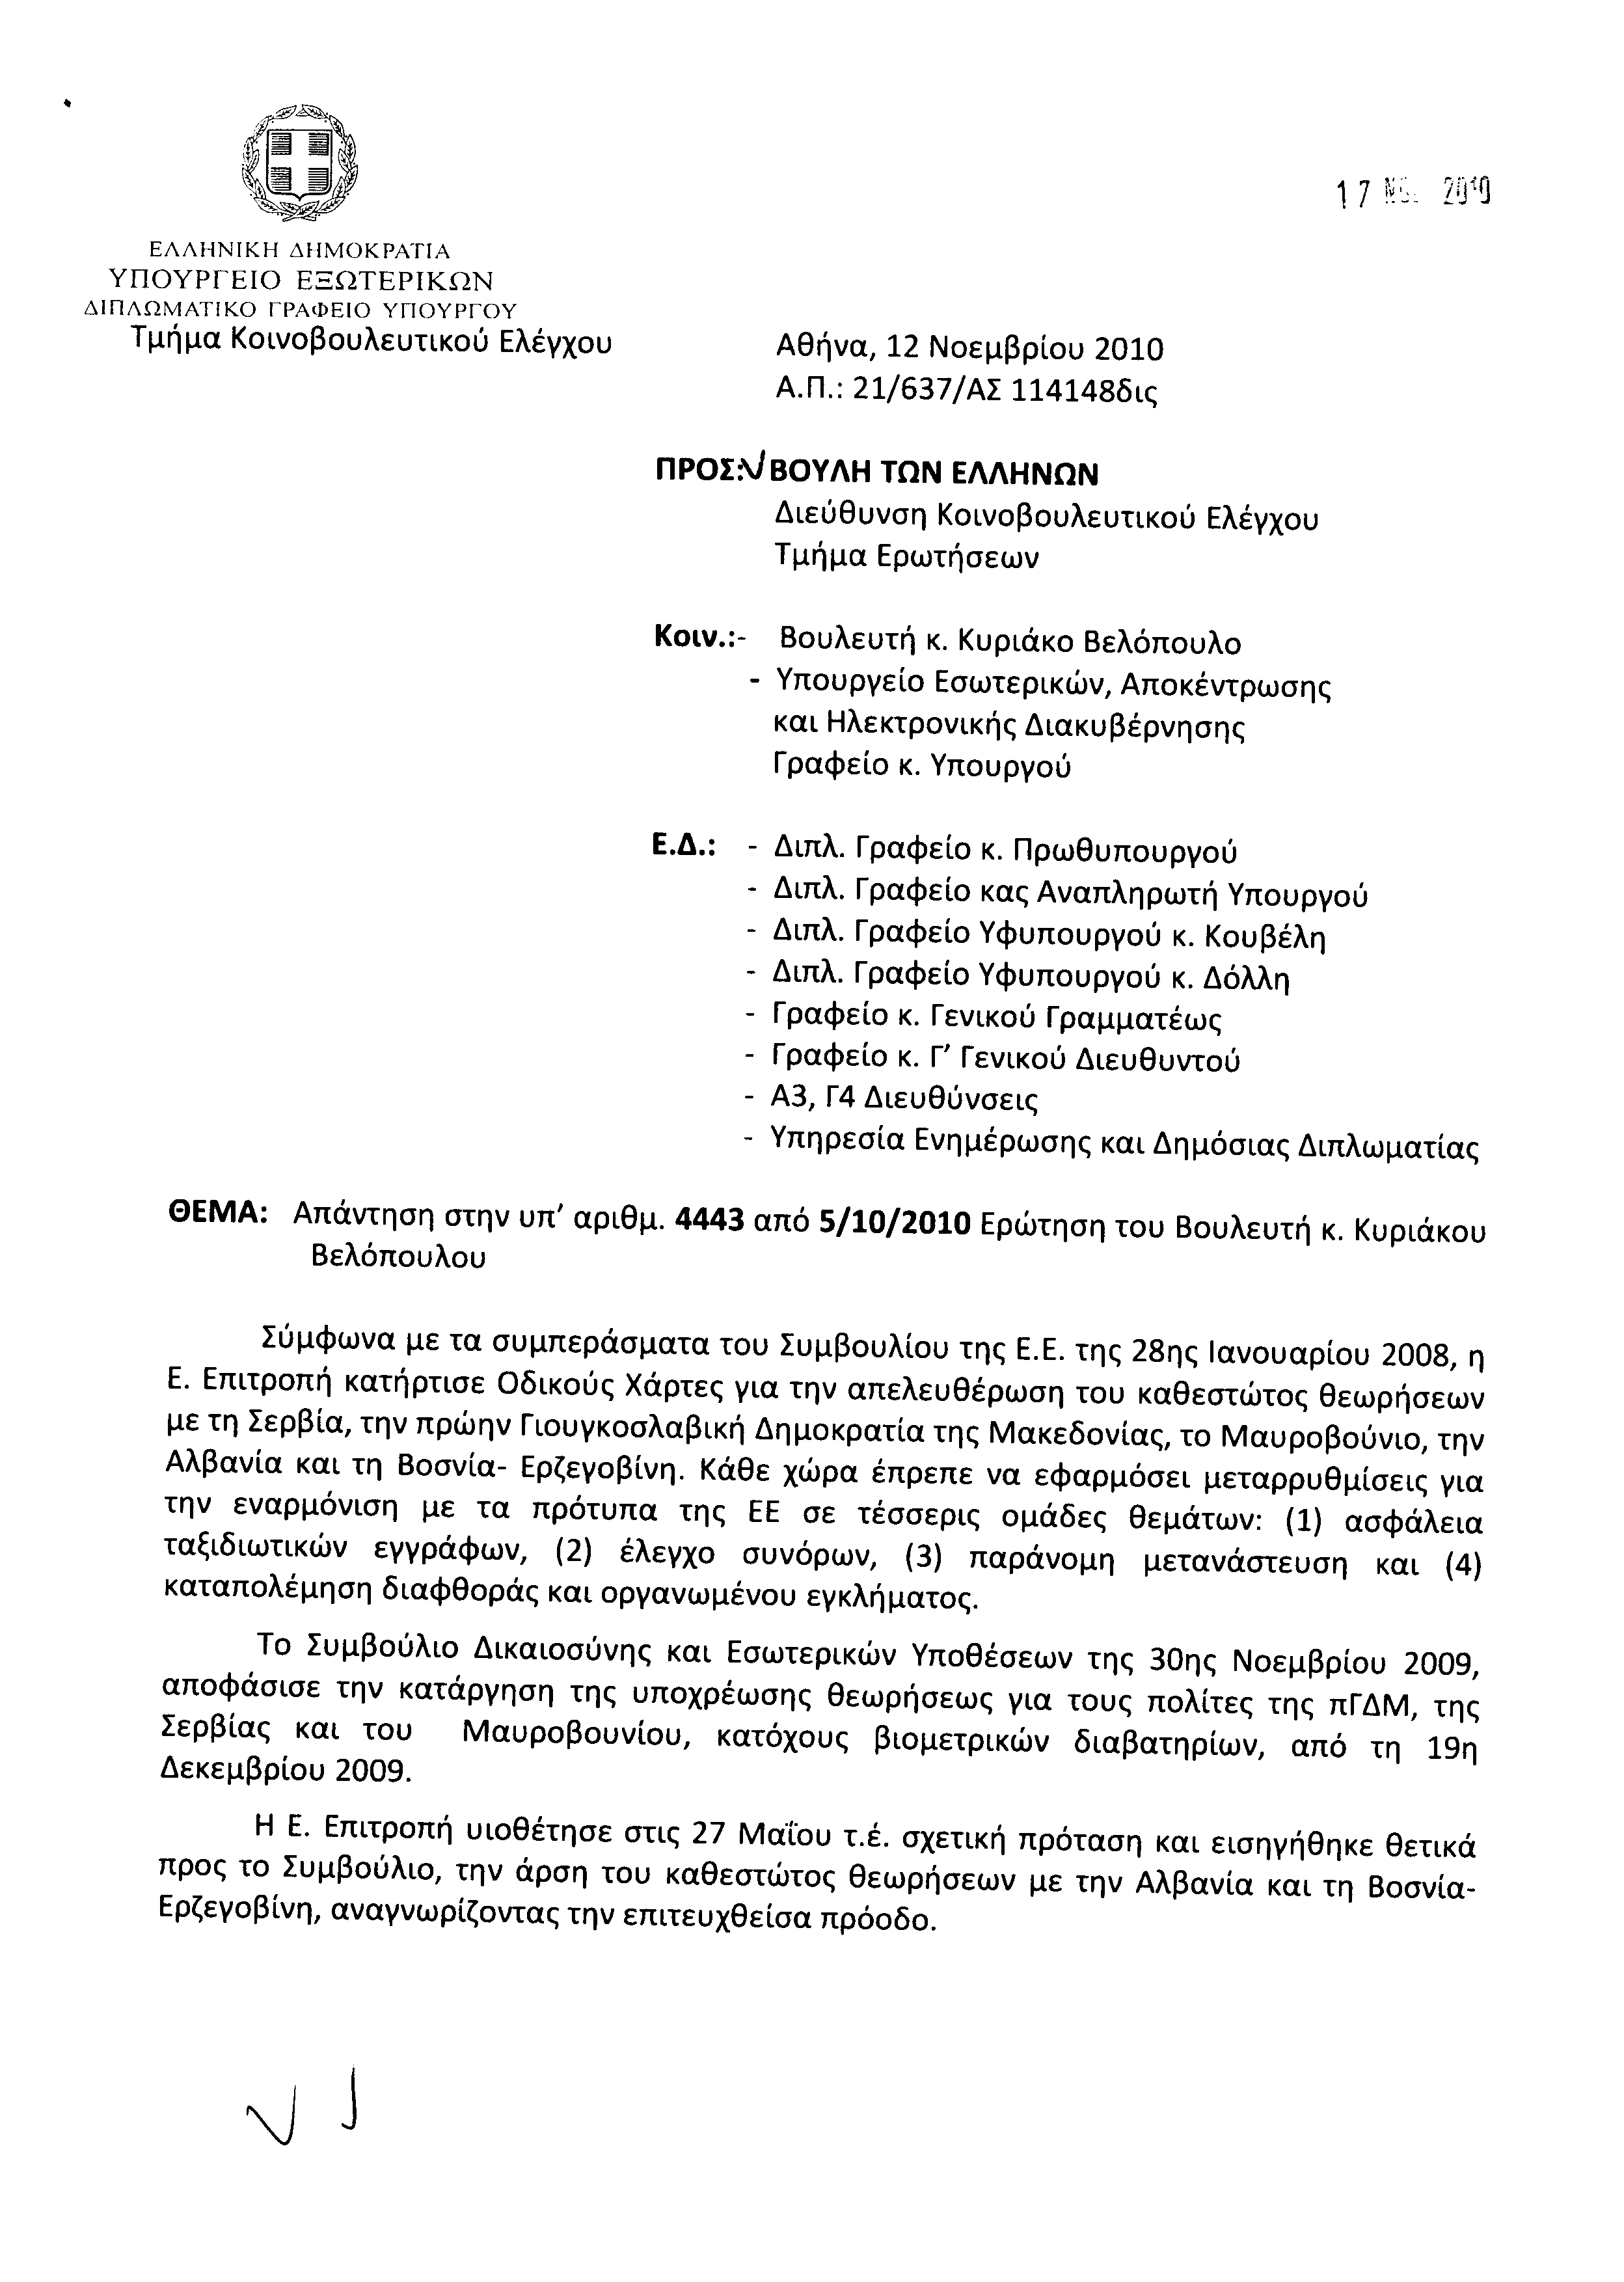 17 2010
ΕΛΛΗΝΙΚΗ ΔΗΜΟΚΡΑΤΙΑ
ΥΠΟΥΡΓΕΙΟ ΕΞΩΤΕΡΙΚΩΝ
ΔΙΠΛΩΜΑΤΙΚΟ ΓΡΑΦΕΙΟ ΥΠΟΥΡΓΟΥ
Τμήμα Κοινοβουλευτικού Ελέγχου
Αθήνα, 12 Νοεμβρίου 2010
Α.Π.: 21/637/ΑΣ 114148δις
ΠΡΟΣ: ΒΟΥΛΗ ΤΩΝ ΕΛΛΗΝΩΝ
Διεύθυνση Κοινοβουλευτικού Ελέγχου
Τμήμα Ερωτήσεων
Κοιν.:- Βουλευτή κ. Κυριάκο Βελόπουλο
- Υπουργείο Εσωτερικών, Αποκέντρωσης
και Ηλεκτρονικής Διακυβέρνησης
Γραφείο κ. Υπουργού
Ε.Δ.: - Διπλ. Γραφείο κ. Πρωθυπουργού
- Διπλ. Γραφείο κας Αναπληρωτή Υπουργού
- Διπλ. Γραφείο Υφυπουργού κ. Κουβέλη
- Διπλ. Γραφείο Υφυπουργού κ. Δόλλη
- Γραφείο κ. Γενικού Γραμματέως
- Γραφείο κ. Γ’ Γενικού Διευθυντού
- Α3, Γ4 Διευθύνσεις
- Υπηρεσία Ενημέρωσης και Δημόσιας Διπλωματίας
ΘΕΜΑ: Απάντηση στην υπ’ αριθμ. 4443 από 5/10/2010 Ερώτηση του Βουλευτή κ. Κυριάκου
Βελόπουλου
Σύμφωνα με τα συμπεράσματα του Συμβουλίου της Ε.Ε. της 28ης Ιανουαρίου 2008, η
Ε. Επιτροπή κατήρτισε Οδικούς Χάρτες για την απελευθέρωση του καθεστώτος θεωρήσεων
με τη Σερβία, την πρώην Γιουγκοσλαβική Δημοκρατία της Μακεδονίας, το Μαυροβούνιο, την
Αλβανία και τη Βοσνία- Ερζεγοβίνη. Κάθε χώρα έπρεπε να εφαρμόσει μεταρρυθμίσεις για
την εναρμόνιση με τα πρότυπα της ΕΕ σε τέσσερις ομάδες θεμάτων: (1) ασφάλεια
ταξιδιωτικών εγγράφων, (2) έλεγχο συνόρων, (3) παράνομη μετανάστευση και (4)
καταπολέμηση διαφθοράς και οργανωμένου εγκλήματος.
Το Συμβούλιο Δικαιοσύνης και Εσωτερικών Υποθέσεων της 30ης Νοεμβρίου 2009,
αποφάσισε την κατάργηση της υποχρέωσης θεωρήσεως για τους πολίτες της πΓΔΜ, της
Σερβίας και του Μαυροβουνίου, κατόχους βιομετρικών διαβατηρίων, από τη 19η
Δεκεμβρίου 2009.
Η Ε. Επιτροπή υιοθέτησε στις 27 Μαΐου τ.έ. σχετική πρόταση και εισηγήθηκε θετικά
προς το Συμβούλιο, την άρση του καθεστώτος θεωρήσεων με την Αλβανία και τη Βοσνία-
Ερζεγοβίνη, αναγνωρίζοντας την επιτευχθείσα πρόοδο.